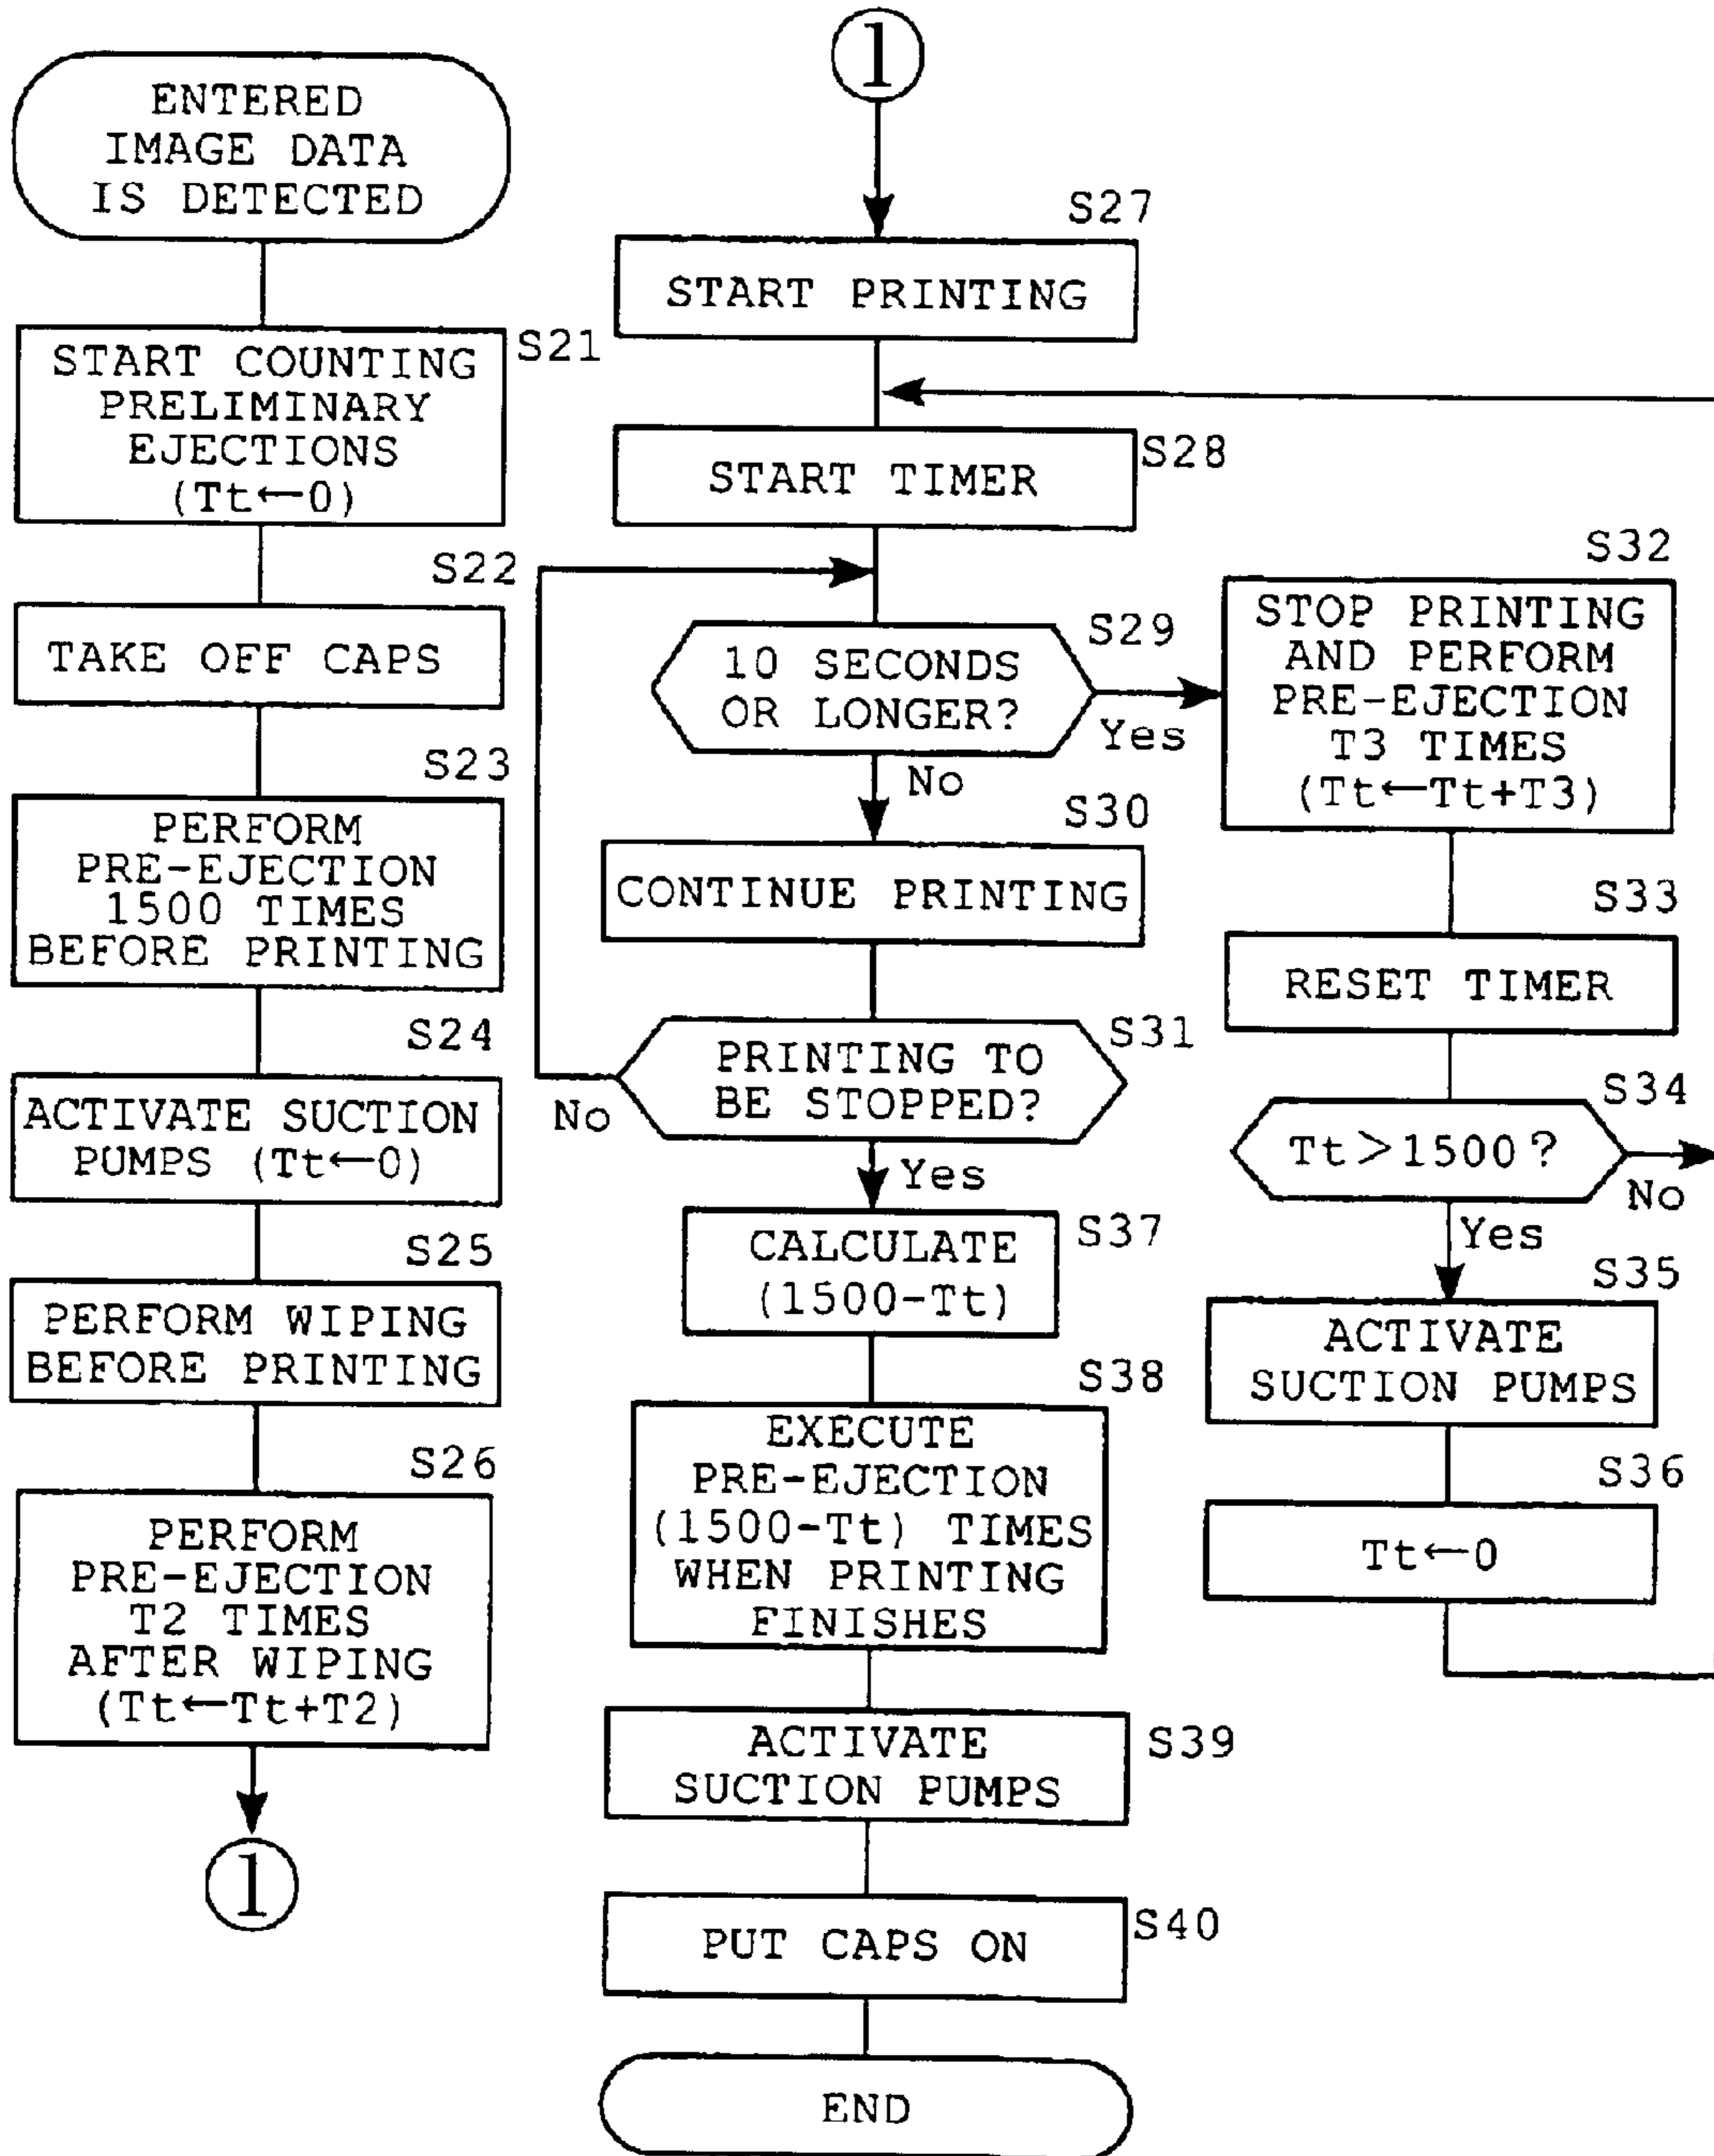 ENTERED
IMAGE DATA
IS DETECTED
S21
START COUNTING
PRELIMINARY
EJECTIONS
(Tt←0)
S22
TAKE OFF CAPS
S23
PERFORM
PRE-EJECTION
1500 TIMES
BEFORE PRINTING
S24
ACTIVATE SUCTION
PUMPS (Tt←0)
S25
PERFORM WIPING
BEFORE PRINTING
S26
PERFORM
PRE-EJECTION
T2 TIMES
AFTER WIPING
(Tt←Tt+T2)
1
1
S27
START PRINTING
S28
START TIMER
S29
10 SECONDS
OR LONGER?
Yes
No
S30
CONTINUE PRINTING
S31
PRINTING TO
BE STOPPED?
No
Yes
S37
CALCULATE
(1500-Tt)
S38
EXECUTE
PRE-EJECTION
(1500-Tt) TIMES
WHEN PRINTING
FINISHES
S39
ACTIVATE
SUCTION PUMPS
S40
PUT CAPS ON
END
S32
STOP PRINTING
AND PERFORM
PRE-EJECTION
T3 TIMES
(Tt←Tt+T3)
S33
RESET TIMER
S34
Tt>1500?
No
Yes
S35
ACTIVATE
SUCTION PUMPS
S36
Tt←0